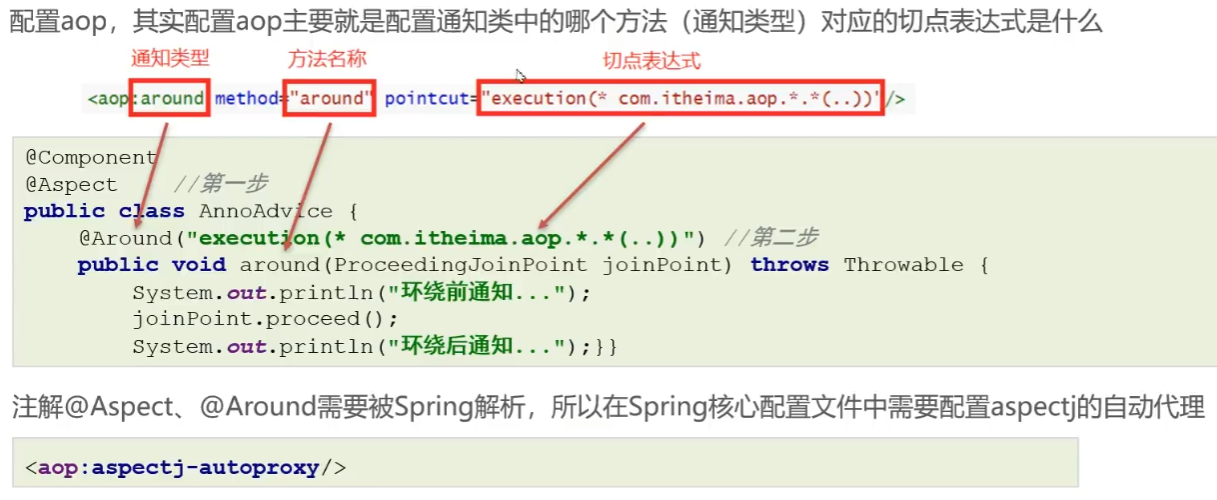 配置aop，其实配置aop主要就是配置通知类中的哪个方法（通知类型）对应的切点表达式是什么
通知类型 方法名称 切点表达式
<aop:around method="around" pointcut="execution(* com.itheima.aop.*.*(..))"/>
@Component
@Aspect //第一步
public class AnnoAdvice {
@Around("execution(* com.itheima.aop.*.*(..))") //第二步
public void around(ProceedingJoinPoint joinPoint) throws Throwable {
System.out.println("环绕前通知...");
joinPoint.proceed();
System.out.println("环绕后通知...");}}
注解@Aspect、@Around需要被Spring解析，所以在Spring核心配置文件中需要配置aspectj的自动代理
<aop:aspectj-autoproxy/>